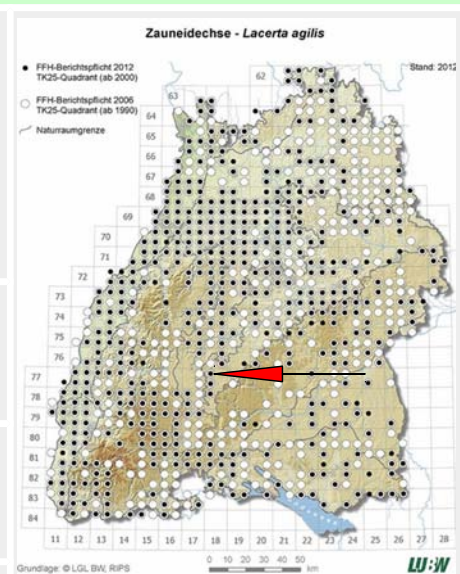 Zauneidechse - Lacerta agilis
FFH-Berichtspflicht 2012
TK25-Quadrant (ab 2000)
Stand: 2012
FFH-Berichtspflicht 2006
TK25-Quadrant (ab 1990)
Naturraumgrenze
62
63
64
65
66
67
68
69
70
71
72
73
74
75
76
77
78
79
80
81
82
83
84
11 12 13 14 15 16 17 18 19 20 21 22 23 24 25 26 27 28
0 10 20 30 40 50
km
Grundlage: © LGL BW, RIPS
LUBW